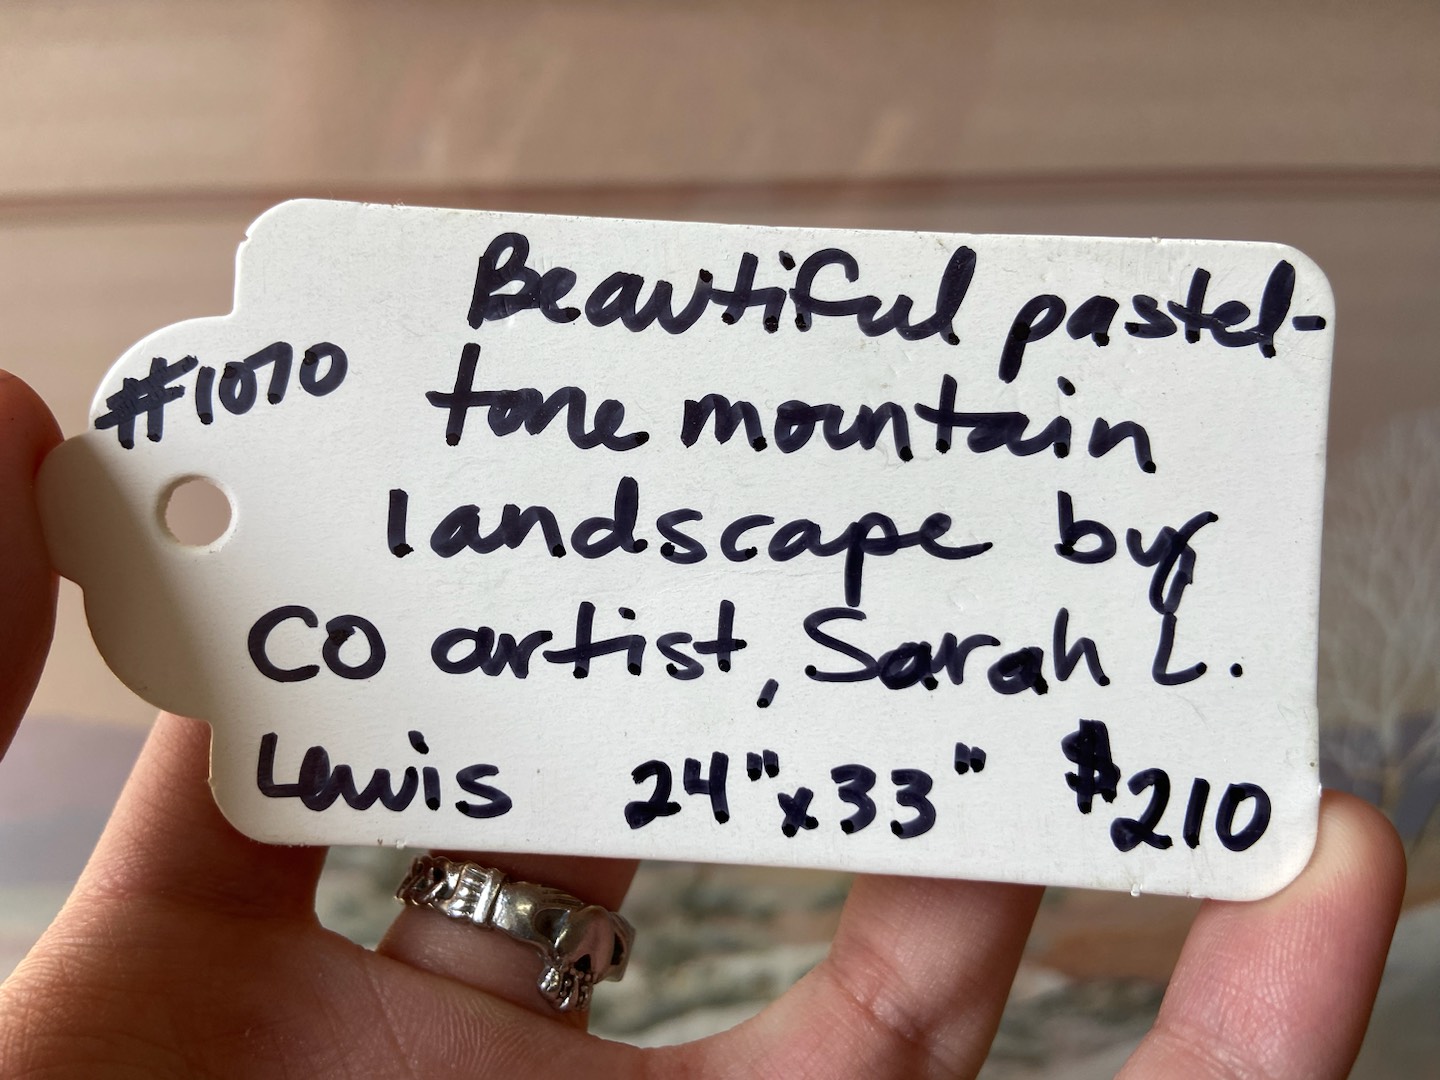 #1070
Beautiful pastel-
tone mountain
landscape by
CO artist, Sarah L.
Lewis 24"x33" $210